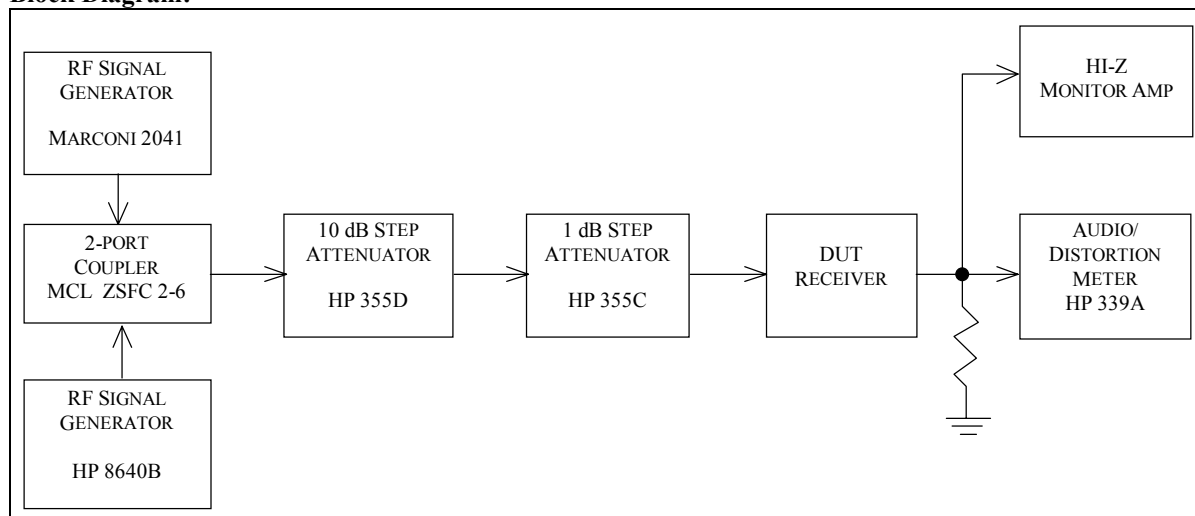 Block Diagram:
RF SIGNAL
GENERATOR
MARCONI 2041
2-PORT
COUPLER
MCL ZSFC 2-6
RF SIGNAL
GENERATOR
HP 8640B
10 dB STEP
ATTENUATOR
HP 355D
1 dB STEP
ATTENUATOR
HP 355C
DUT
RECEIVER
HI-Z
MONITOR AMP
AUDIO/
DISTORTION
METER
HP 339A